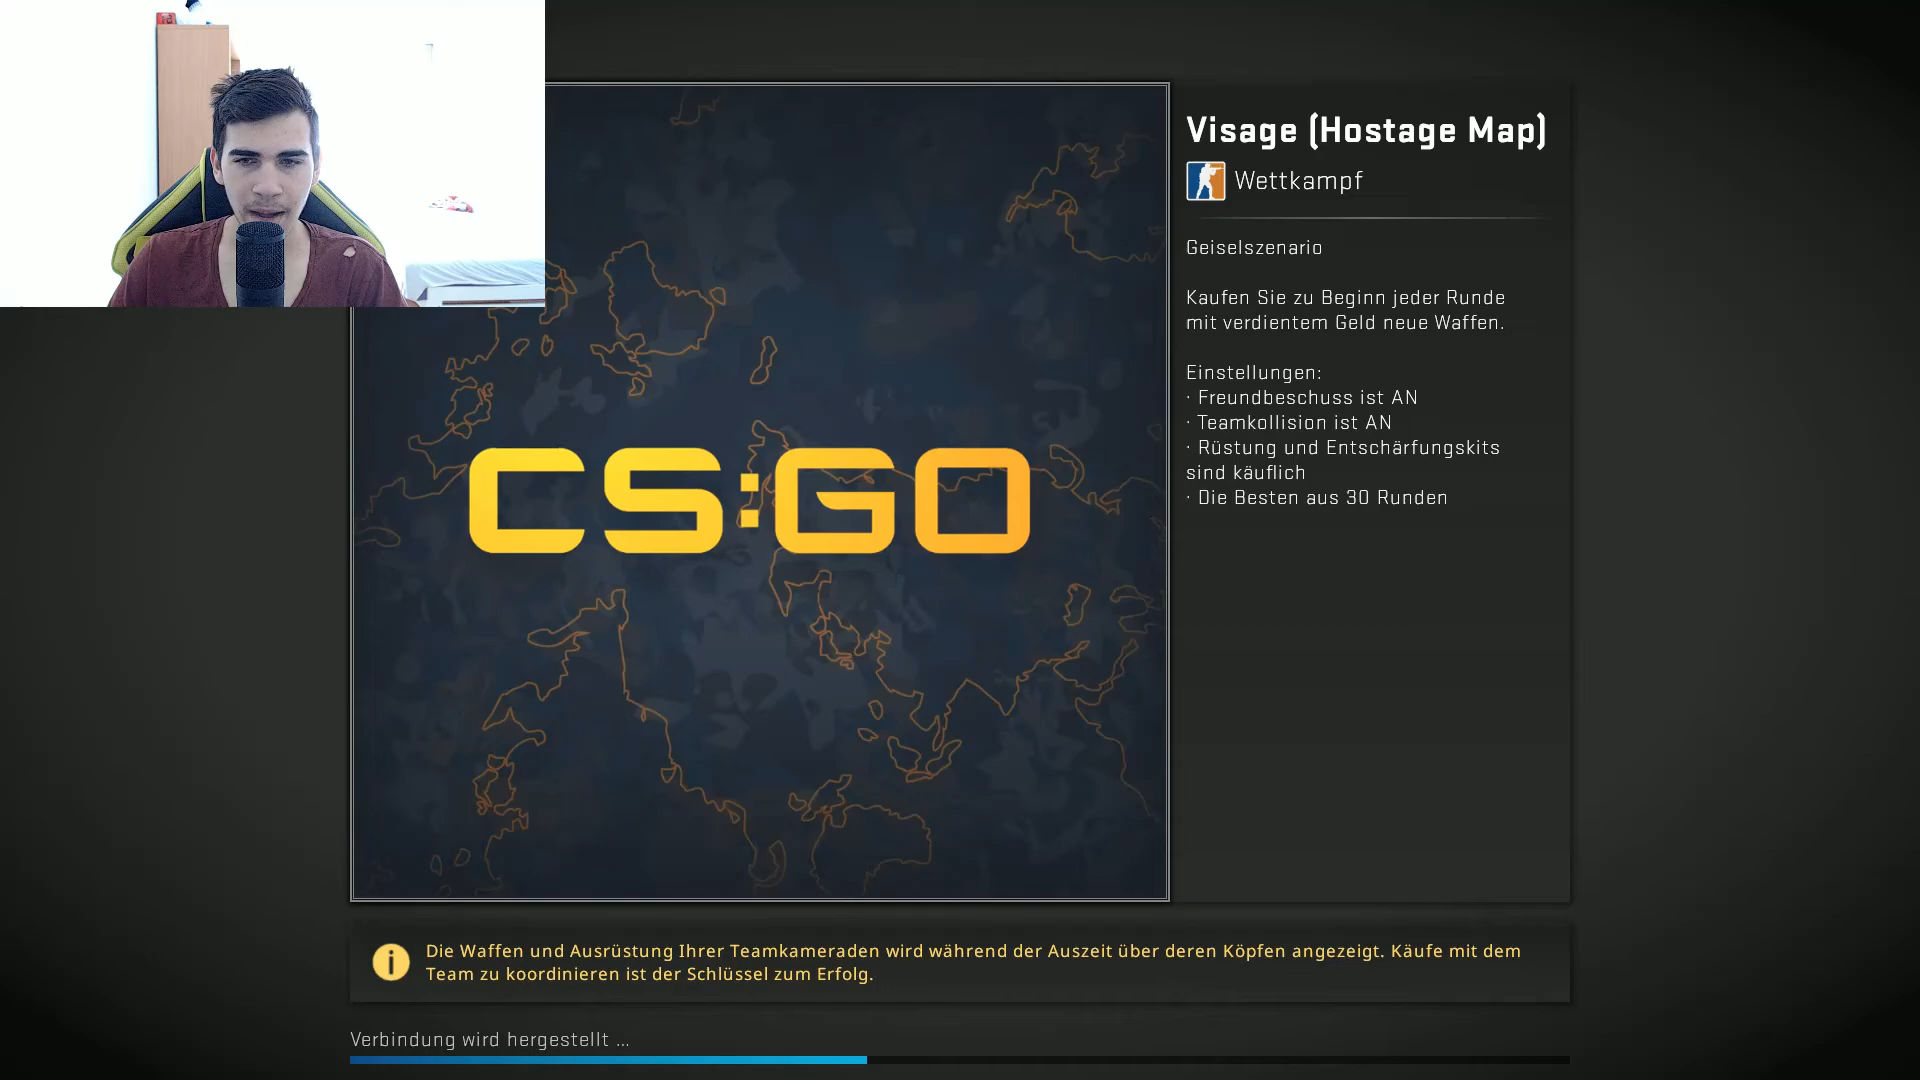 Visage (Hostage Map)
Wettkampf
Geiselszenario
Kaufen Sie zu Beginn jeder Runde
mit verdientem Geld neue Waffen.
Einstellungen:
· Freundbeschuss ist AN
· Teamkollision ist AN
· Rüstung und Entschärfungskits
sind käuflich
· Die Besten aus 30 Runden
CS:GO
Die Waffen und Ausrüstung Ihrer Teamkameraden wird während der Auszeit über deren Köpfen angezeigt. Käufe mit dem
Team zu koordinieren ist der Schlüssel zum Erfolg.
Verbindung wird hergestellt ...